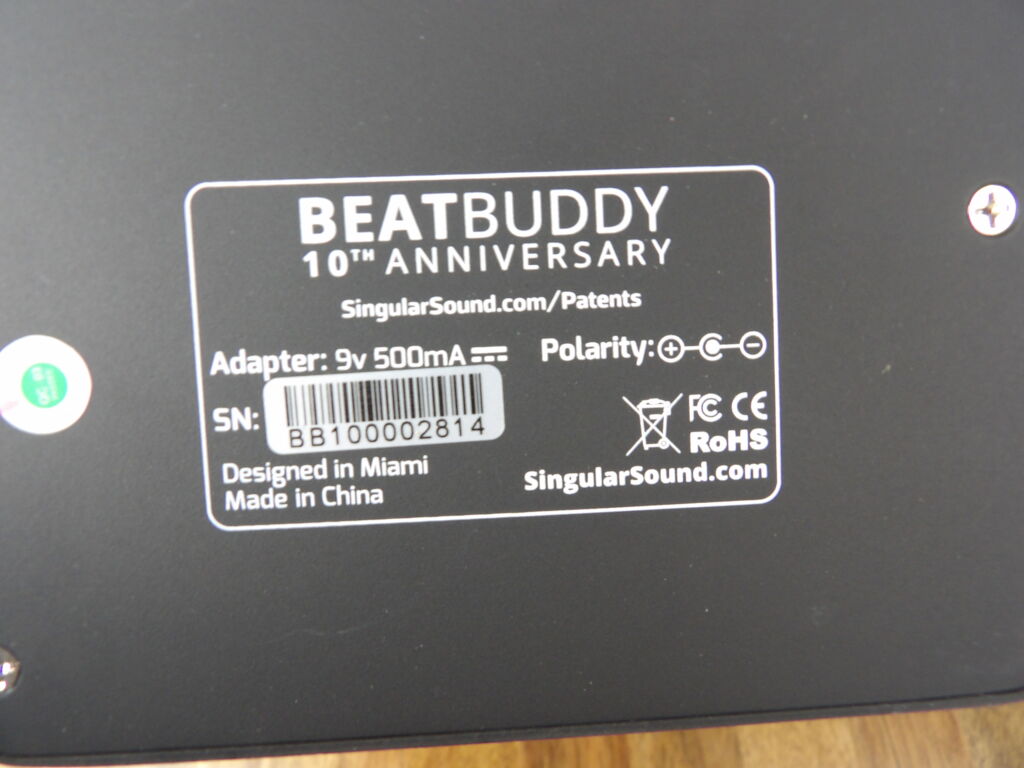 BEATBUDDY
10TH ANNIVERSARY
SingularSound.com/Patents
Adapter: 9v 500mA
Polarity:
SN:
BB100002814
FC CE
RoHS
Designed in Miami
Made in China
SingularSound.com